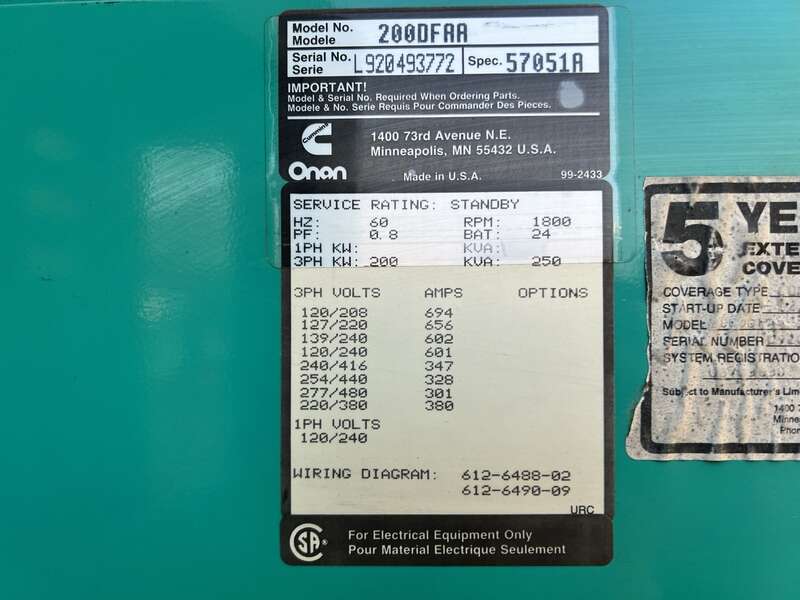 Model No. 200DFAA
Modele
Serial No. L920493772 Spec. 57051A
Serie
IMPORTANT!
Model & Serial No. Required When Ordering Parts.
Modele & No. Serie Requis Pour Commander Des Pieces.
Cummins
1400 73rd Avenue N.E.
Minneapolis, MN 55432 U.S.A.
Onan Made in U.S.A. 99-2433
SERVICE RATING: STANDBY
HZ: 60 RPM: 1800
PF: 0.8 BAT: 24
1PH KW: KVA:
3PH KW: 200 KVA: 250
3PH VOLTS AMPS OPTIONS
120/208 694
127/220 656
139/240 602
120/240 601
240/416 347
254/440 328
277/480 301
220/380 380
1PH VOLTS
120/240
WIRING DIAGRAM: 612-6488-02
612-6490-09
URC
CSA ®
For Electrical Equipment Only
Pour Material Electrique Seulement
5 YE
EXTE
COVE
COVERAGE TYPE
START-UP DATE
MODEL
SERIAL NUMBER
SYSTEM REGISTRATIO
Subject to Manufacturer's Lim
1400 7
Minne
Phon